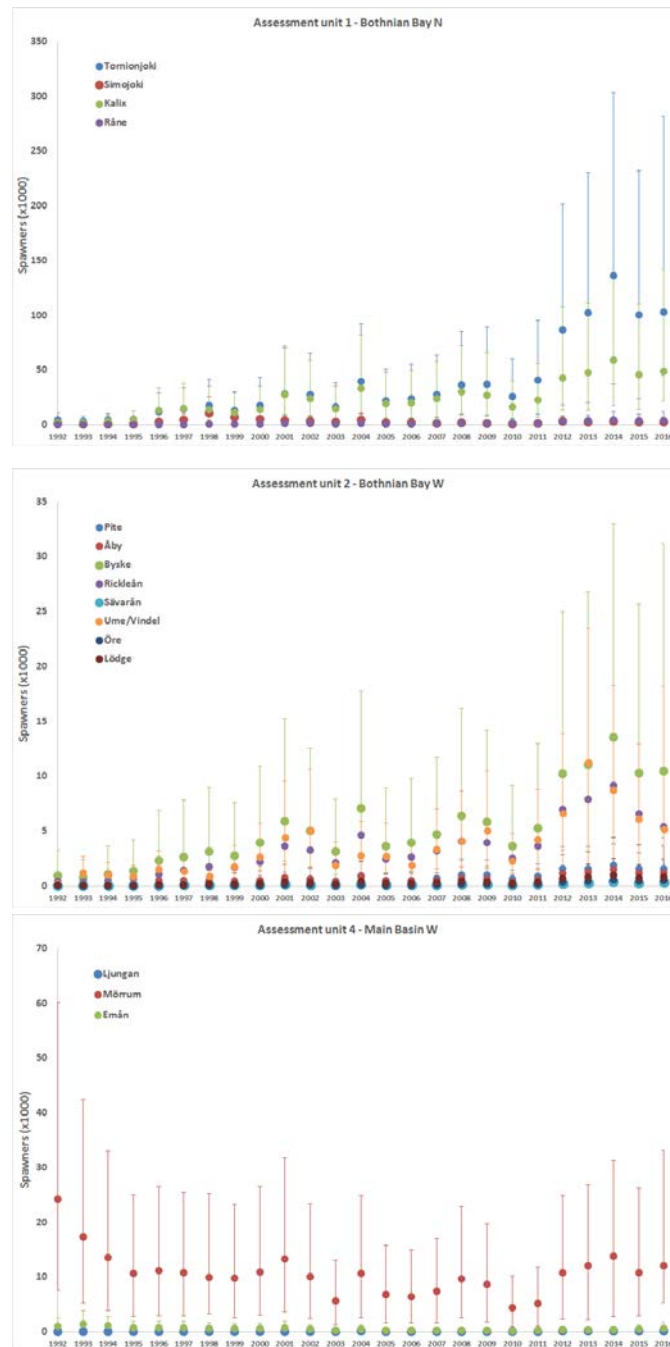 Assessment unit 1 - Bothnian Bay N
350
300
250
200
150
100
50
0
Spawners (x1000)
Tornionjoki
Simojoki
Kalix
Råne
1992 1993 1994 1995 1996 1997 1998 1999 2000 2001 2002 2003 2004 2005 2006 2007 2008 2009 2010 2011 2012 2013 2014 2015 2016
Assessment unit 2 - Bothnian Bay W
35
30
25
20
15
10
5
0
Spawners (x1000)
Pite
Åby
Byske
Rickleån
Sävarån
Ume/Vindel
Öre
Lödge
1992 1993 1994 1995 1996 1997 1998 1999 2000 2001 2002 2003 2004 2005 2006 2007 2008 2009 2010 2011 2012 2013 2014 2015 2016
Assessment unit 4 - Main Basin W
70
60
50
40
30
20
10
0
Spawners (x1000)
Ljungan
Mörrum
Emån
1992 1993 1994 1995 1996 1997 1998 1999 2000 2001 2002 2003 2004 2005 2006 2007 2008 2009 2010 2011 2012 2013 2014 2015 2016